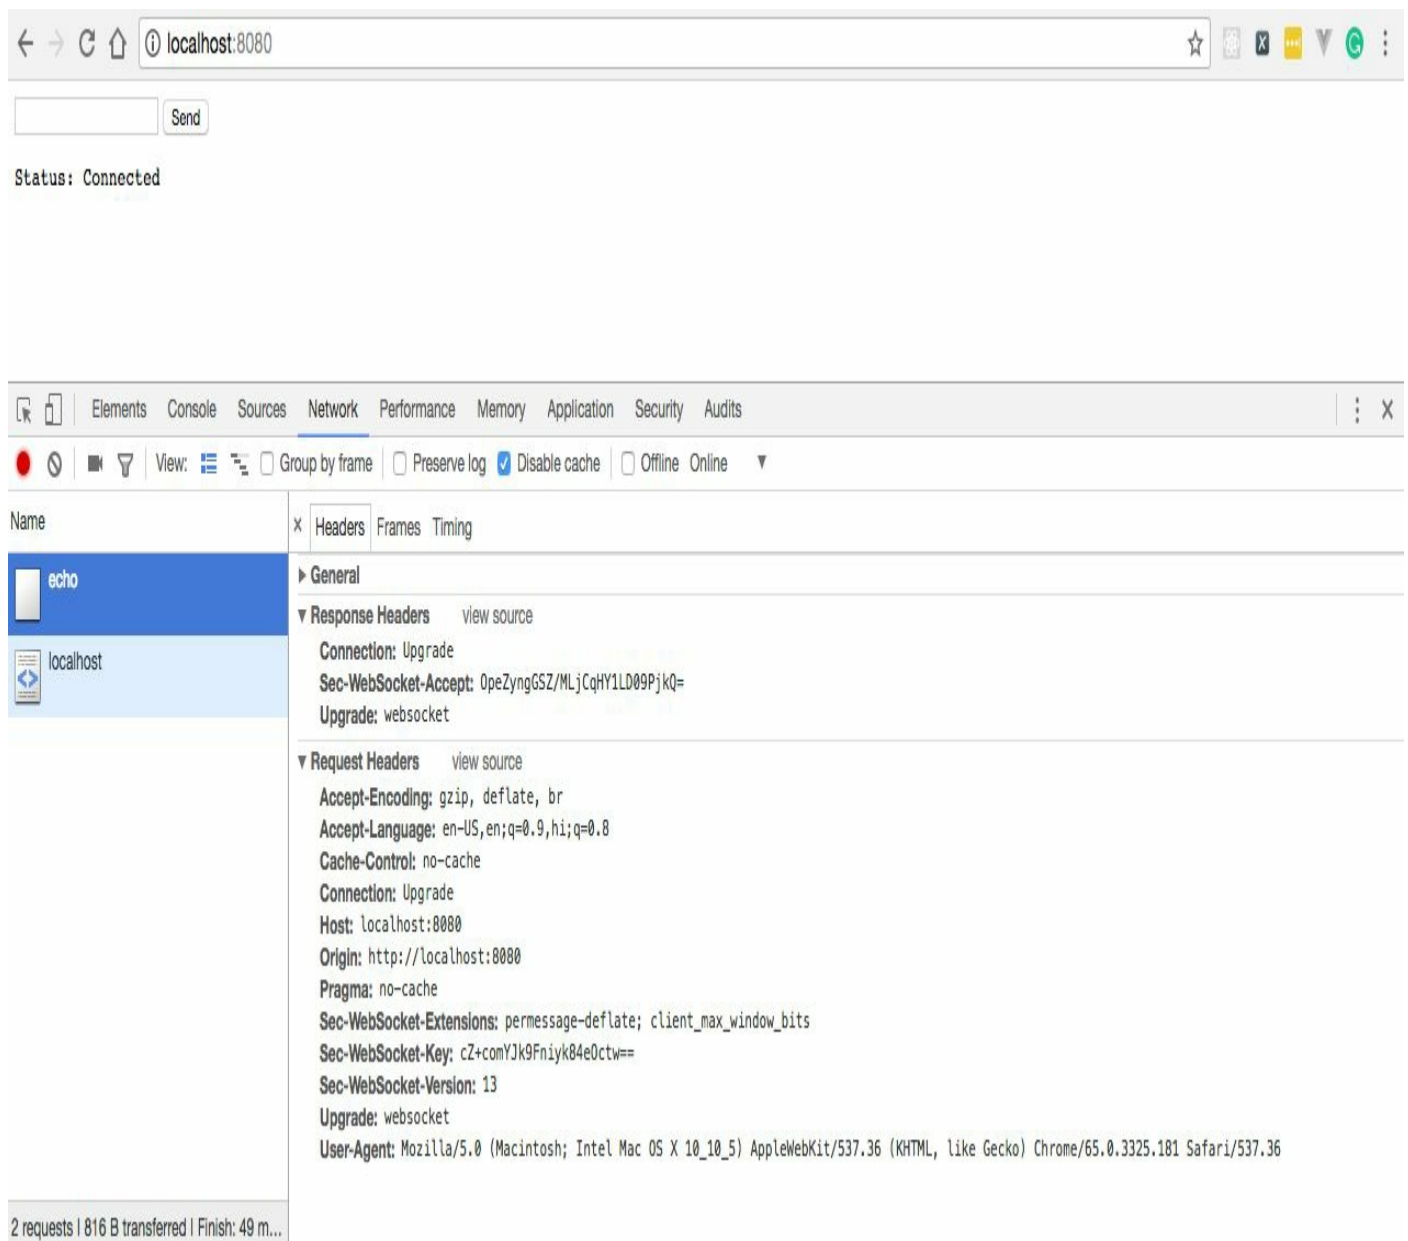 localhost:8080
Send
Status: Connected
Elements Console Sources Network Performance Memory Application Security Audits
View: Group by frame Preserve log Disable cache Offline Online
Name
Headers Frames Timing
echo
General
Response Headers view source
localhost
Connection: Upgrade
Sec-WebSocket-Accept: OpeZyngGSZ/MLjCqHY1LD09PjkQ=
Upgrade: websocket
Request Headers view source
Accept-Encoding: gzip, deflate, br
Accept-Language: en-US,en;q=0.9,hi;q=0.8
Cache-Control: no-cache
Connection: Upgrade
Host: localhost:8080
Origin: http://localhost:8080
Pragma: no-cache
Sec-WebSocket-Extensions: permessage-deflate; client_max_window_bits
Sec-WebSocket-Key: cZ+comYJk9Fniyk84eOctw==
Sec-WebSocket-Version: 13
Upgrade: websocket
User-Agent: Mozilla/5.0 (Macintosh; Intel Mac OS X 10_10_5) AppleWebKit/537.36 (KHTML, like Gecko) Chrome/65.0.3325.181 Safari/537.36
2 requests | 816 B transferred | Finish: 49 m...